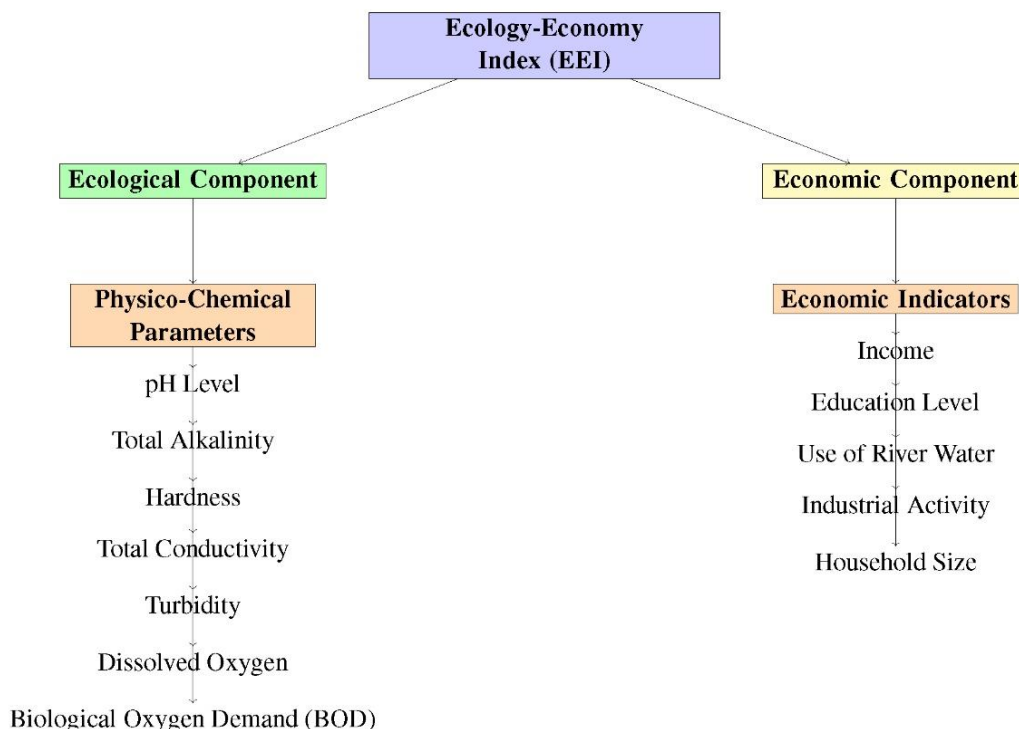 Ecology-Economy
Index (EEI)
Ecological Component
Economic Component
Physico-Chemical
Parameters
pH Level
Total Alkalinity
Hardness
Total Conductivity
Turbidity
Dissolved Oxygen
Biological Oxygen Demand (BOD)
Economic Indicators
Income
Education Level
Use of River Water
Industrial Activity
Household Size